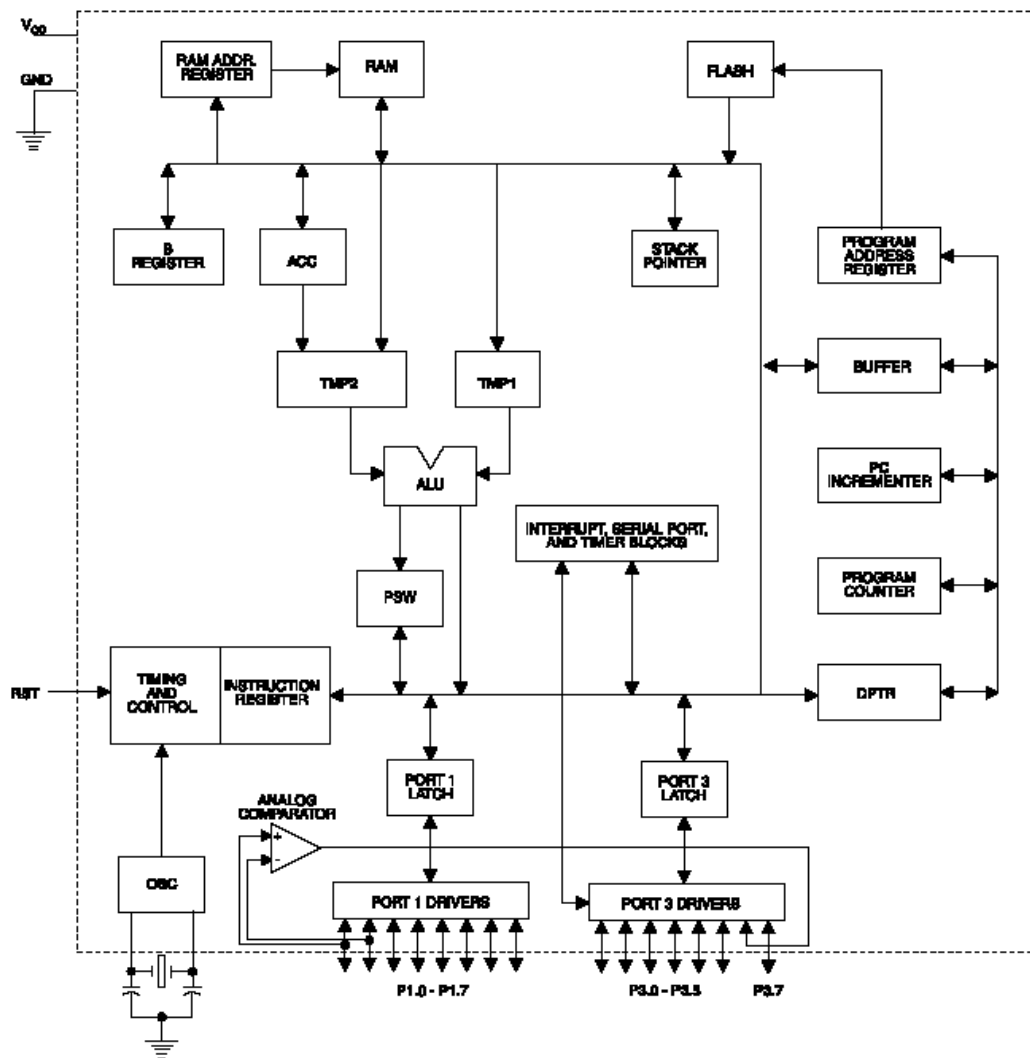 VCC
GND
RAM ADDR.
REGISTER
RAM
FLASH
B
REGISTER
ACC
STACK
POINTER
PROGRAM
ADDRESS
REGISTER
BUFFER
TMP2
TMP1
ALU
PC
INCREMENTER
INTERRUPT, SERIAL PORT,
AND TIMER BLOCKS
PROGRAM
COUNTER
PSW
RST
TIMING
AND
CONTROL
INSTRUCTION
REGISTER
DPTR
PORT 1
LATCH
PORT 3
LATCH
ANALOG
COMPARATOR
+
-
OSC
PORT 1 DRIVERS
PORT 3 DRIVERS
P1.0 - P1.7
P3.0 - P3.5
P3.7